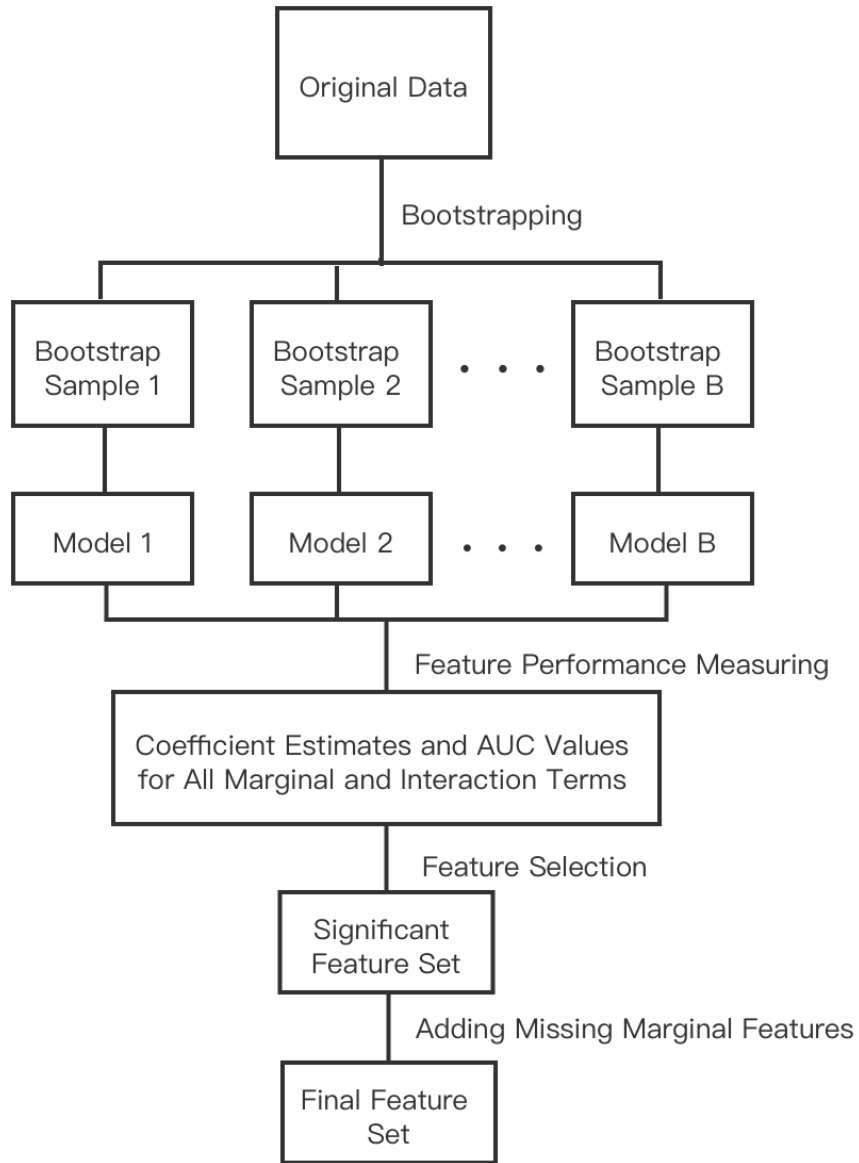 Original Data
Bootstrapping
Bootstrap
Sample 1
Bootstrap
Sample 2
. . .
Bootstrap
Sample B
Model 1
Model 2
. . .
Model B
Feature Performance Measuring
Coefficient Estimates and AUC Values
for All Marginal and Interaction Terms
Feature Selection
Significant
Feature Set
Adding Missing Marginal Features
Final Feature
Set